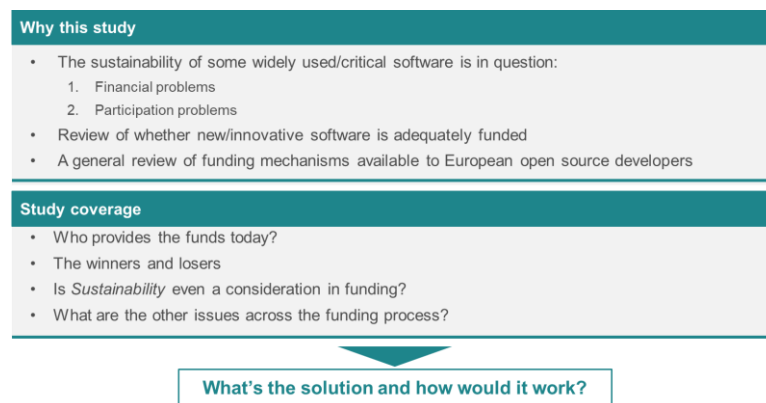 Why this study
• The sustainability of some widely used/critical software is in question:
1. Financial problems
2. Participation problems
• Review of whether new/innovative software is adequately funded
• A general review of funding mechanisms available to European open source developers
Study coverage
• Who provides the funds today?
• The winners and losers
• Is Sustainability even a consideration in funding?
• What are the other issues across the funding process?
What's the solution and how would it work?